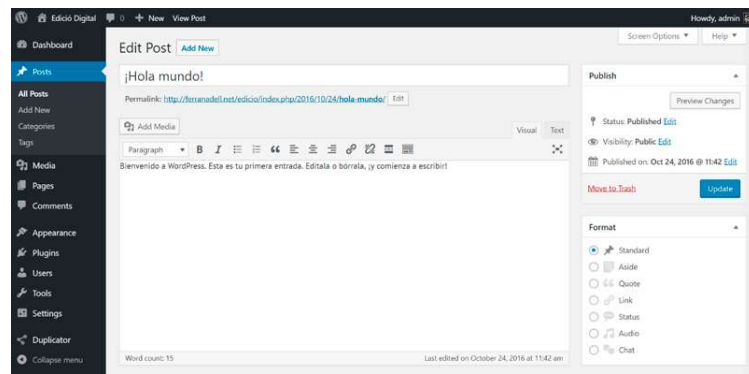 Edició Digital 0 New View Post Howdy, admin
Screen Options Help
Dashboard
Posts
All Posts
Add New
Categories
Tags
Media
Pages
Comments
Appearance
Plugins
Users
Tools
Settings
Duplicator
Collapse menu
Edit Post Add New
¡Hola mundo!
Permalink: http://ferranadell.net/edicio/index.php/2016/10/24/hola-mundo/ Edit
Add Media Visual Text
Paragraph B I
Bienvenido a WordPress. Esta es tu primera entrada. Edítala o bórrala, ¡y comienza a escribir!
Word count: 15 Last edited on October 24, 2016 at 11:42 am
Publish
Preview Changes
Status: Published Edit
Visibility: Public Edit
Published on: Oct 24, 2016 @ 11:42 Edit
Move to Trash Update
Format
Standard
Aside
Quote
Link
Status
Audio
Chat